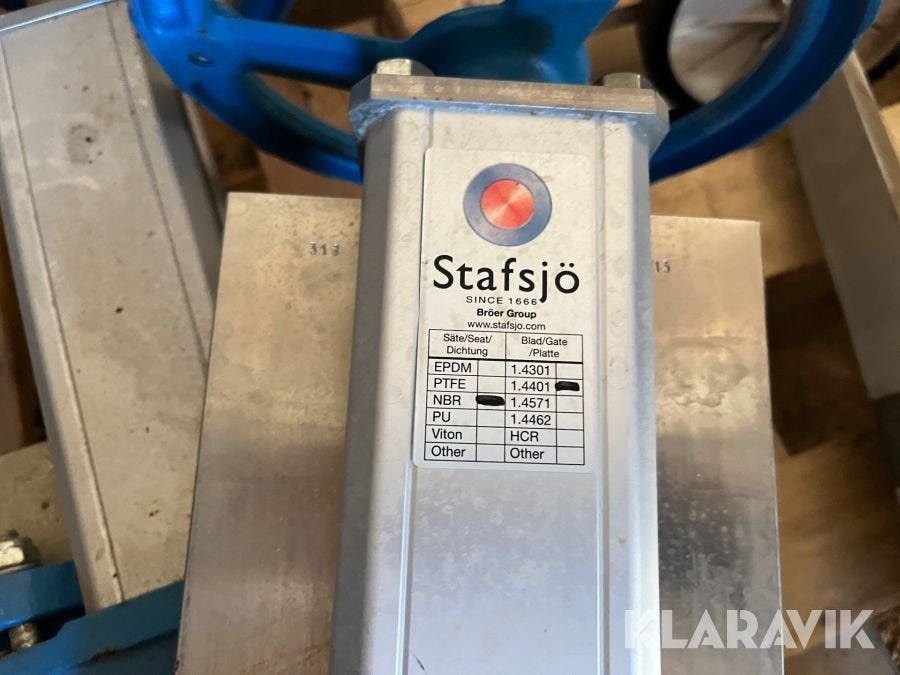 313
13
Stafsjö
SINCE 1666
Bröer Group
www.stafsjo.com
Säte/Seat/ Blad/Gate
Dichtung /Platte
EPDM 1.4301
PTFE 1.4401
NBR 1.4571
PU 1.4462
Viton HCR
Other Other
KLARAVIK